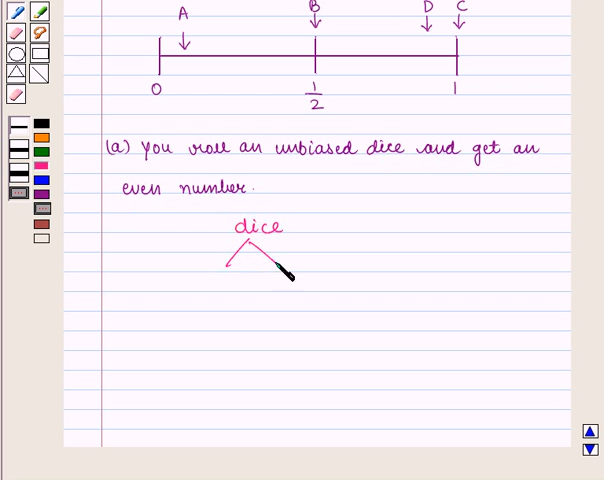 A B D C
0 1/2 1
(a) You roll an unbiased dice and get an
even number.
dice